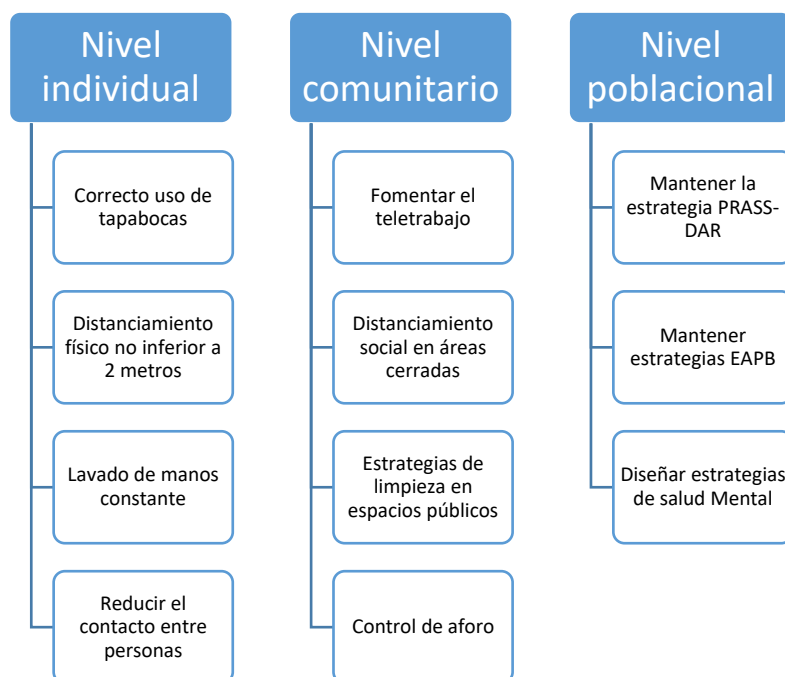 Nivel
individual
Correcto uso de
tapabocas
Distanciamiento
físico no inferior a
2 metros
Lavado de manos
constante
Reducir el
contacto entre
personas
Nivel
comunitario
Fomentar el
teletrabajo
Distanciamiento
social en áreas
cerradas
Estrategias de
limpieza en
espacios públicos
Control de aforo
Nivel
poblacional
Mantener la
estrategia PRASS-
DAR
Mantener
estrategias EAPB
Diseñar estrategias
de salud Mental